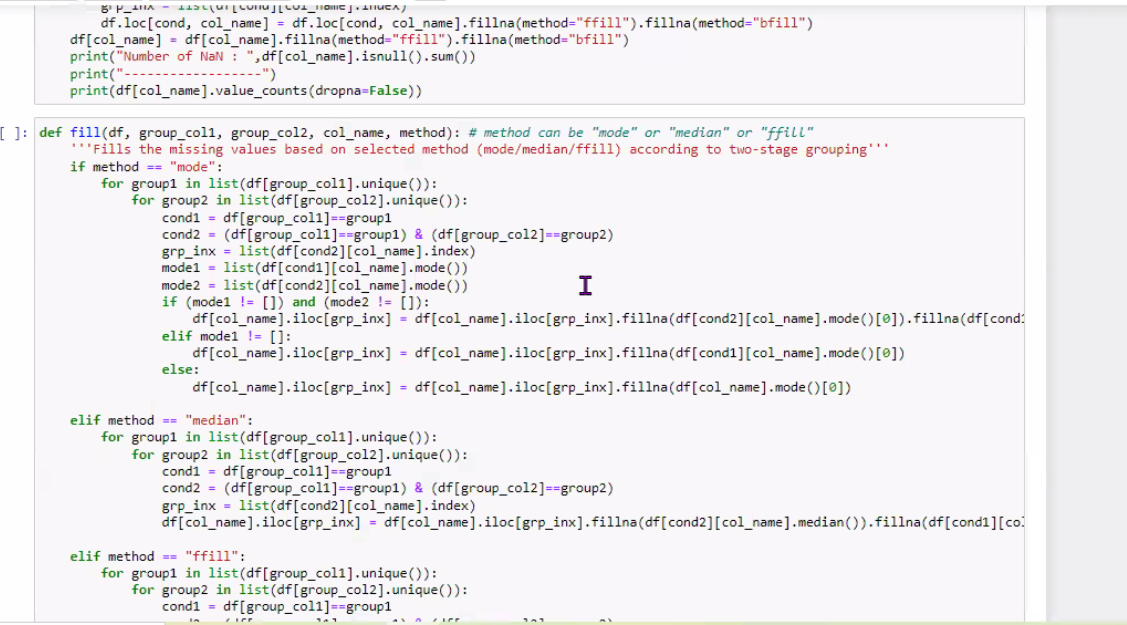 grp_inx = list(df[cond][col_name].index)
df.loc[cond, col_name] = df.loc[cond, col_name].fillna(method="ffill").fillna(method="bfill")
df[col_name] = df[col_name].fillna(method="ffill").fillna(method="bfill")
print("Number of NaN : ",df[col_name].isnull().sum())
print("------------------")
print(df[col_name].value_counts(dropna=False))
[ ]: def fill(df, group_col1, group_col2, col_name, method): # method can be "mode" or "median" or "ffill"
'''Fills the missing values based on selected method (mode/median/ffill) according to two-stage grouping'''
if method == "mode":
for group1 in list(df[group_col1].unique()):
for group2 in list(df[group_col2].unique()):
cond1 = df[group_col1]==group1
cond2 = (df[group_col1]==group1) & (df[group_col2]==group2)
grp_inx = list(df[cond2][col_name].index)
mode1 = list(df[cond1][col_name].mode())
mode2 = list(df[cond2][col_name].mode())
if (mode1 != []) and (mode2 != []):
df[col_name].iloc[grp_inx] = df[col_name].iloc[grp_inx].fillna(df[cond2][col_name].mode()[0]).fillna(df[cond1
elif mode1 != []:
df[col_name].iloc[grp_inx] = df[col_name].iloc[grp_inx].fillna(df[cond1][col_name].mode()[0])
else:
df[col_name].iloc[grp_inx] = df[col_name].iloc[grp_inx].fillna(df[col_name].mode()[0])
elif method == "median":
for group1 in list(df[group_col1].unique()):
for group2 in list(df[group_col2].unique()):
cond1 = df[group_col1]==group1
cond2 = (df[group_col1]==group1) & (df[group_col2]==group2)
grp_inx = list(df[cond2][col_name].index)
df[col_name].iloc[grp_inx] = df[col_name].iloc[grp_inx].fillna(df[cond2][col_name].median()).fillna(df[cond1][col
elif method == "ffill":
for group1 in list(df[group_col1].unique()):
for group2 in list(df[group_col2].unique()):
cond1 = df[group_col1]==group1